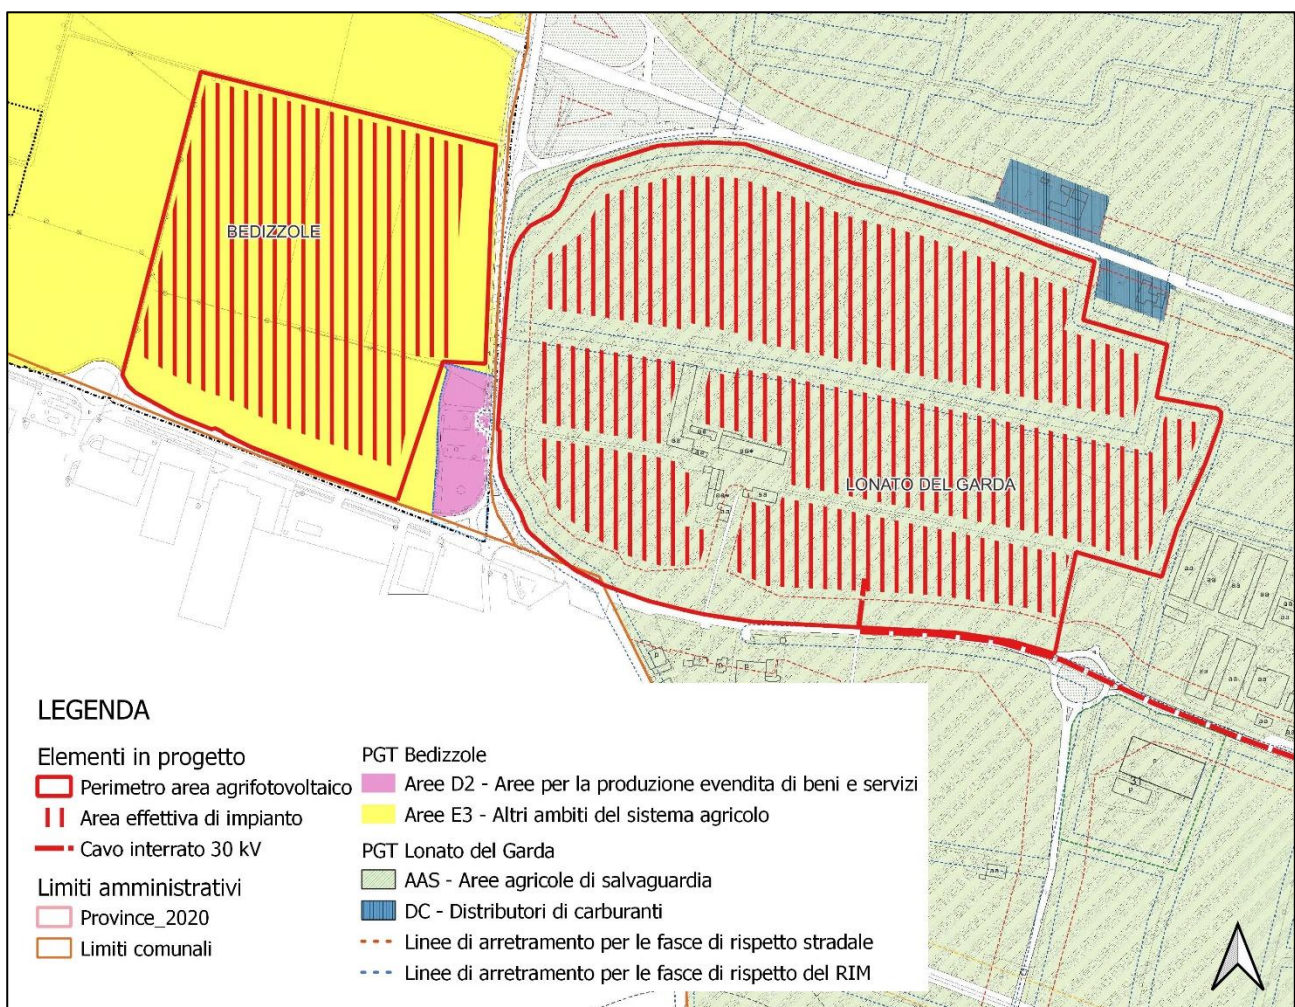 BEDIZZOLE
LONATO DEL GARDA
LEGENDA
Elementi in progetto
Perimetro area agrifotovoltaico
Area effettiva di impianto
Cavo interrato 30 kV
Limiti amministrativi
Province_2020
Limiti comunali
PGT Bedizzole
Aree D2 - Aree per la produzione evendita di beni e servizi
Aree E3 - Altri ambiti del sistema agricolo
PGT Lonato del Garda
AAS - Aree agricole di salvaguardia
DC - Distributori di carburanti
Linee di arretramento per le fasce di rispetto stradale
Linee di arretramento per le fasce di rispetto del RIM